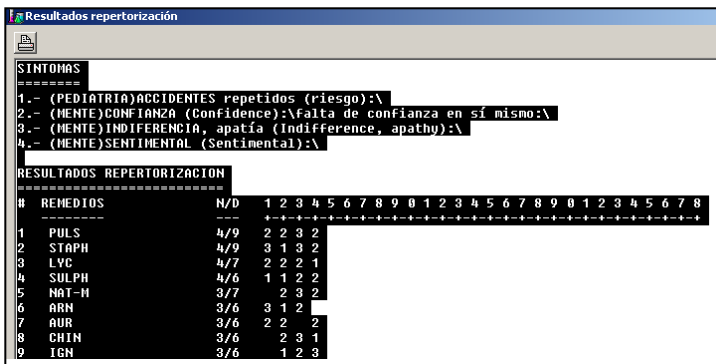 Resultados repertorización
SINTOMAS
========
1.- (PEDIATRIA)ACCIDENTES repetidos (riesgo):\
2.- (MENTE)CONFIANZA (Confidence):\falta de confianza en sí mismo:\
3.- (MENTE)INDIFERENCIA, apatía (Indifference, apathy):\
4.- (MENTE)SENTIMENTAL (Sentimental):\
RESULTADOS REPERTORIZACION
==========================
# REMEDIOS N/D 1 2 3 4 5 6 7 8 9 0 1 2 3 4 5 6 7 8 9 0 1 2 3 4 5 6 7 8
-------- --- +-+-+-+-+-+-+-+-+-+-+-+-+-+-+-+-+-+-+-+-+-+-+-+-+-+-+-+
1 PULS 4/9 2 2 3 2
2 STAPH 4/9 3 1 3 2
3 LYC 4/7 2 2 2 1
4 SULPH 4/6 1 1 2 2
5 NAT-M 3/7 2 3 2
6 ARN 3/6 3 1 2
7 AUR 3/6 2 2 2
8 CHIN 3/6 2 3 1
9 IGN 3/6 1 2 3